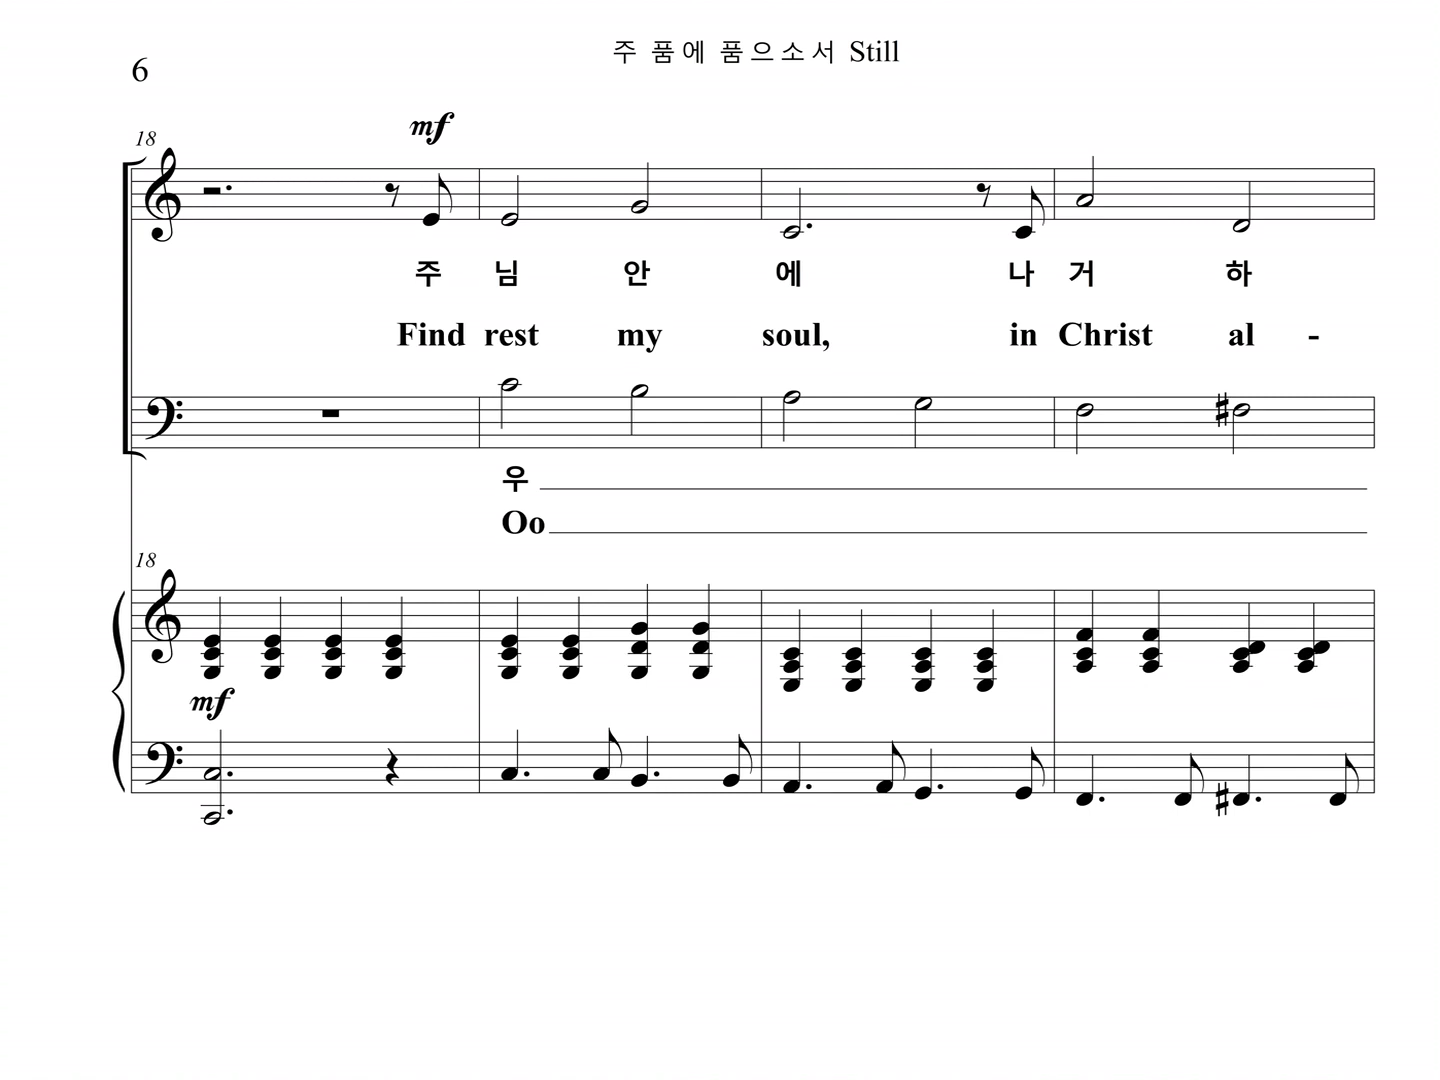 주 품에 품으소서 Still
6
18
mf
주 님 안 에 나 거 하
Find rest my soul, in Christ al -
우
Oo
18
mf